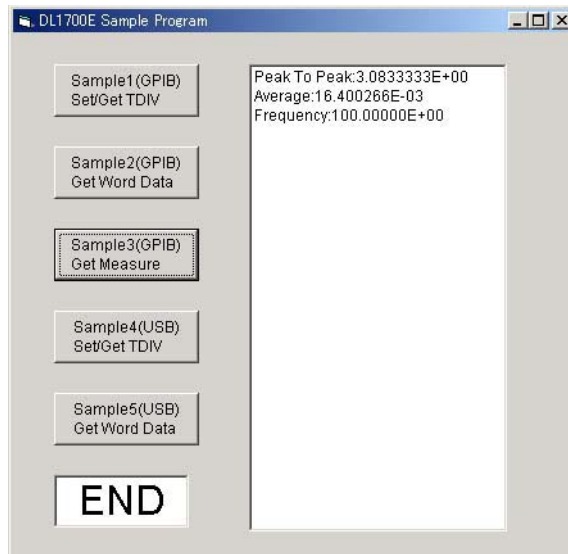 DL1700E Sample Program
Sample1(GPIB)
Set/Get TDIV
Sample2(GPIB)
Get Word Data
Sample3(GPIB)
Get Measure
Sample4(USB)
Set/Get TDIV
Sample5(USB)
Get Word Data
END
Peak To Peak:3.0833333E+00
Average:16.400266E-03
Frequency:100.00000E+00